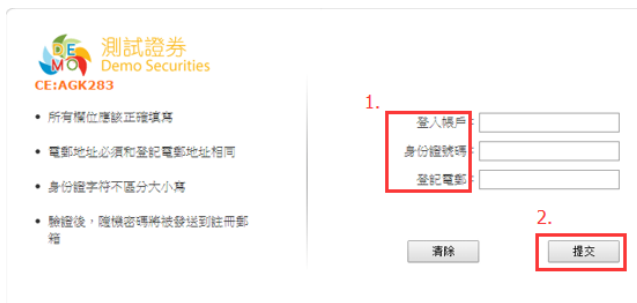 DEMO
測試證券
Demo Securities
CE:AGK283
• 所有欄位應該正確填寫
• 電郵地址必須和登記電郵地址相同
• 身份證字符不區分大小寫
• 驗證後，隨機密碼將被發送到註冊郵
箱
1.
登入帳戶：
身份證號碼：
登記電郵：
2.
清除
提交